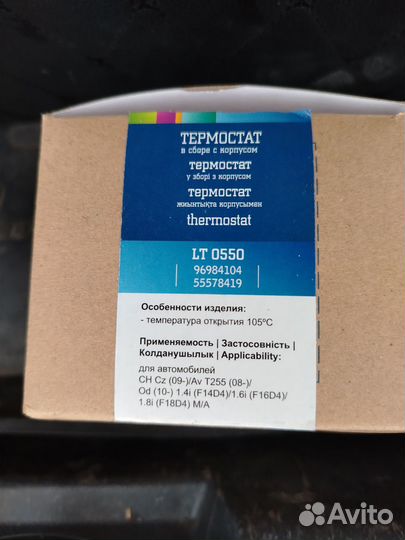 ТЕРМОСТАТ
в сборе с корпусом
термостат
у зборі з корпусом
термостат
жиынтықта корпусымен
thermostat
LT 0550
96984104
55578419
Особенности изделия:
- температура открытия 105ºС
Применяемость | Застосовність |
Колданушылык | Applicability:
для автомобилей
CH Cz (09-)/Av T255 (08-)/
Od (10-) 1.4i (F14D4)/1.6i (F16D4)/
1.8i (F18D4) M/A
Avito